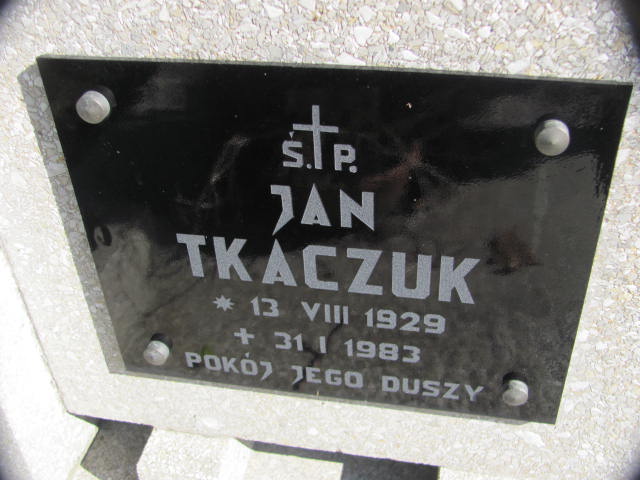 Ś.P.
JAN
TKACZUK
* 13 VIII 1929
+ 31 I 1983
POKÓJ JEGO DUSZY